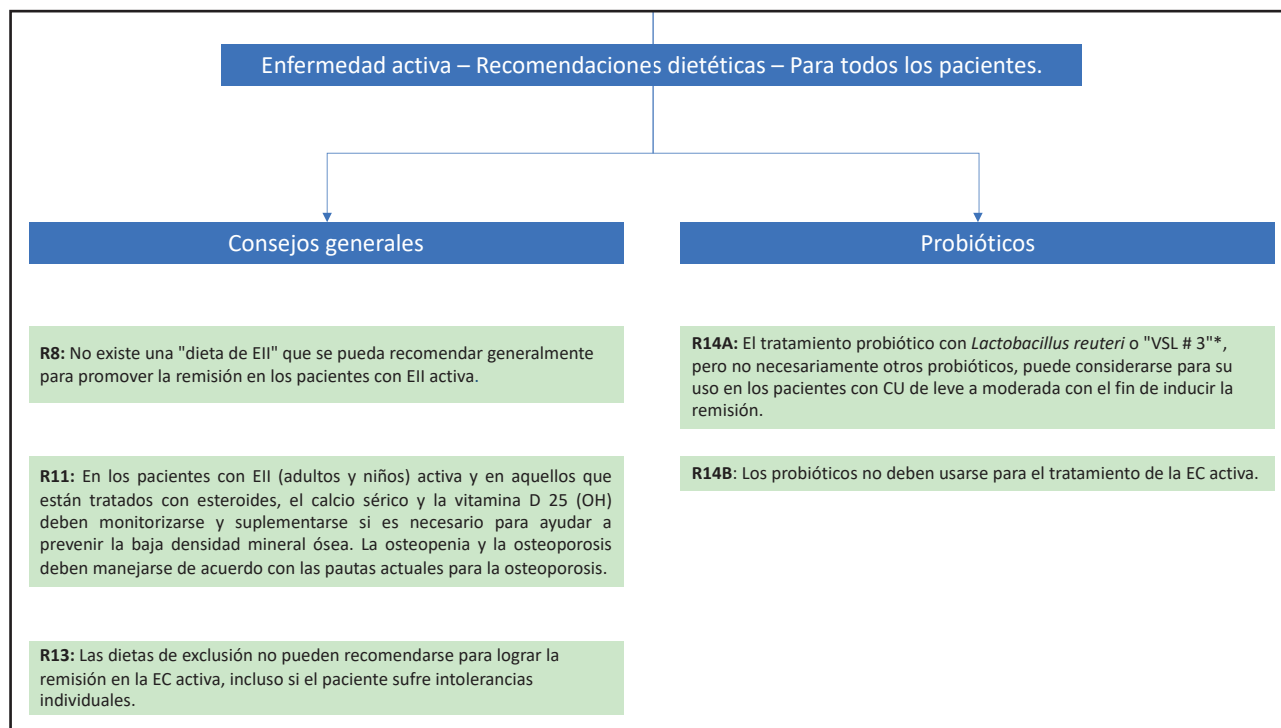 Enfermedad activa – Recomendaciones dietéticas – Para todos los pacientes.
Consejos generales
R8: No existe una "dieta de EII" que se pueda recomendar generalmente
para promover la remisión en los pacientes con EII activa.
R11: En los pacientes con EII (adultos y niños) activa y en aquellos que
están tratados con esteroides, el calcio sérico y la vitamina D 25 (OH)
deben monitorizarse y suplementarse si es necesario para ayudar a
prevenir la baja densidad mineral ósea. La osteopenia y la osteoporosis
deben manejarse de acuerdo con las pautas actuales para la osteoporosis.
R13: Las dietas de exclusión no pueden recomendarse para lograr la
remisión en la EC activa, incluso si el paciente sufre intolerancias
individuales.
Probióticos
R14A: El tratamiento probiótico con Lactobacillus reuteri o "VSL # 3"*,
pero no necesariamente otros probióticos, puede considerarse para su
uso en los pacientes con CU de leve a moderada con el fin de inducir la
remisión.
R14B: Los probióticos no deben usarse para el tratamiento de la EC activa.